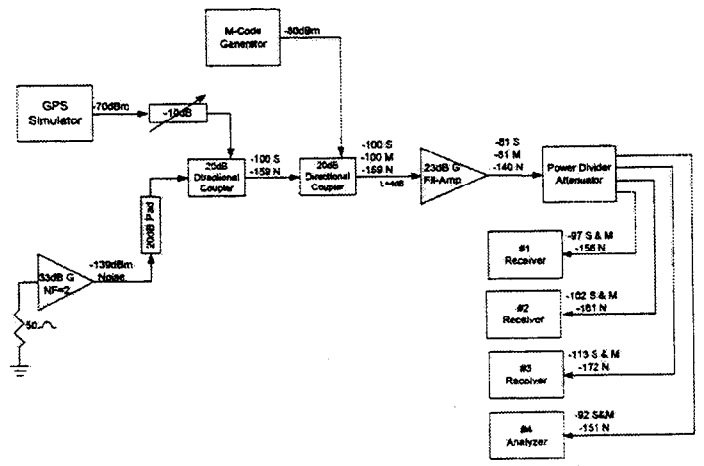 M-Code
Generator
-80dBm
GPS
Simulator
-70dBm
-10dB
20dB
Directional
Coupler
-100 S
-159 N
20dB
Directional
Coupler
-100 S
-100 M
-159 N
L=4dB
23dB G
Fil-Amp
-81 S
-81 M
-140 N
Power Divider
Attenuator
20dB Pad
33dB G
NF=2
-139dBm
Noise
50
#1
Receiver
-97 S & M
-156 N
#2
Receiver
-102 S & M
-161 N
#3
Receiver
-113 S & M
-172 N
#4
Analyzer
-92 S&M
-151 N